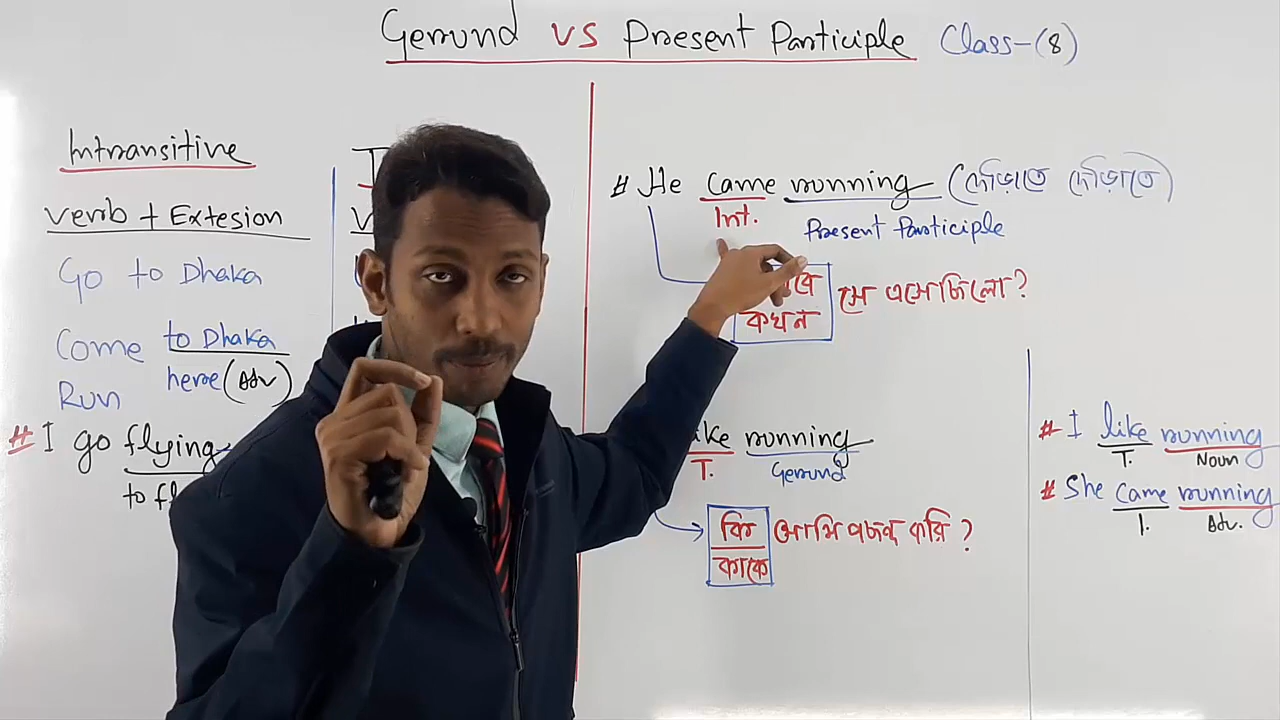 Gerund VS Present Participle Class-(8)
Intransitive
Verb + Extesion
Go to Dhaka
Come to Dhaka
here (Adv)
Run
# I go flying
to
# He came running (দৌড়াতে দৌড়াতে)
Int. Present Participle
কখন
সে এসেছিলো?
running
T. Gerund
কি
কাকে
আমি পছন্দ করি?
# I like running
T. Noun
# She came running
I. Adv.